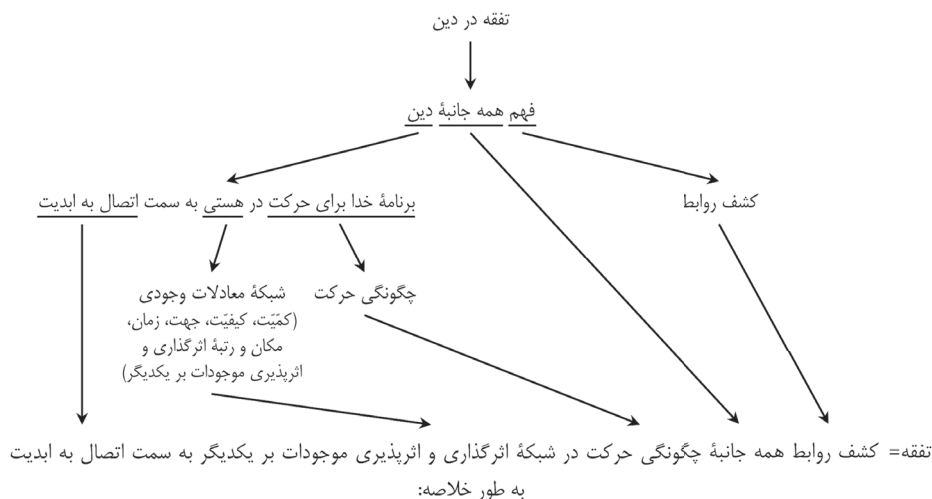 تفقه در دین
فهم همه جانبهٔ دین
کشف روابط
برنامهٔ خدا برای حرکت در هستی به سمت اتصال به ابدیت
چگونگی حرکت
شبکهٔ معادلات وجودی
(کمّیّت، کیفیّت، جهت، زمان،
مکان و رتبهٔ اثرگذاری و
اثرپذیری موجودات بر یکدیگر)
تفقه= کشف روابط همه جانبهٔ چگونگی حرکت در شبکهٔ اثرگذاری و اثرپذیری موجودات بر یکدیگر به سمت اتصال به ابدیت
به طور خلاصه: